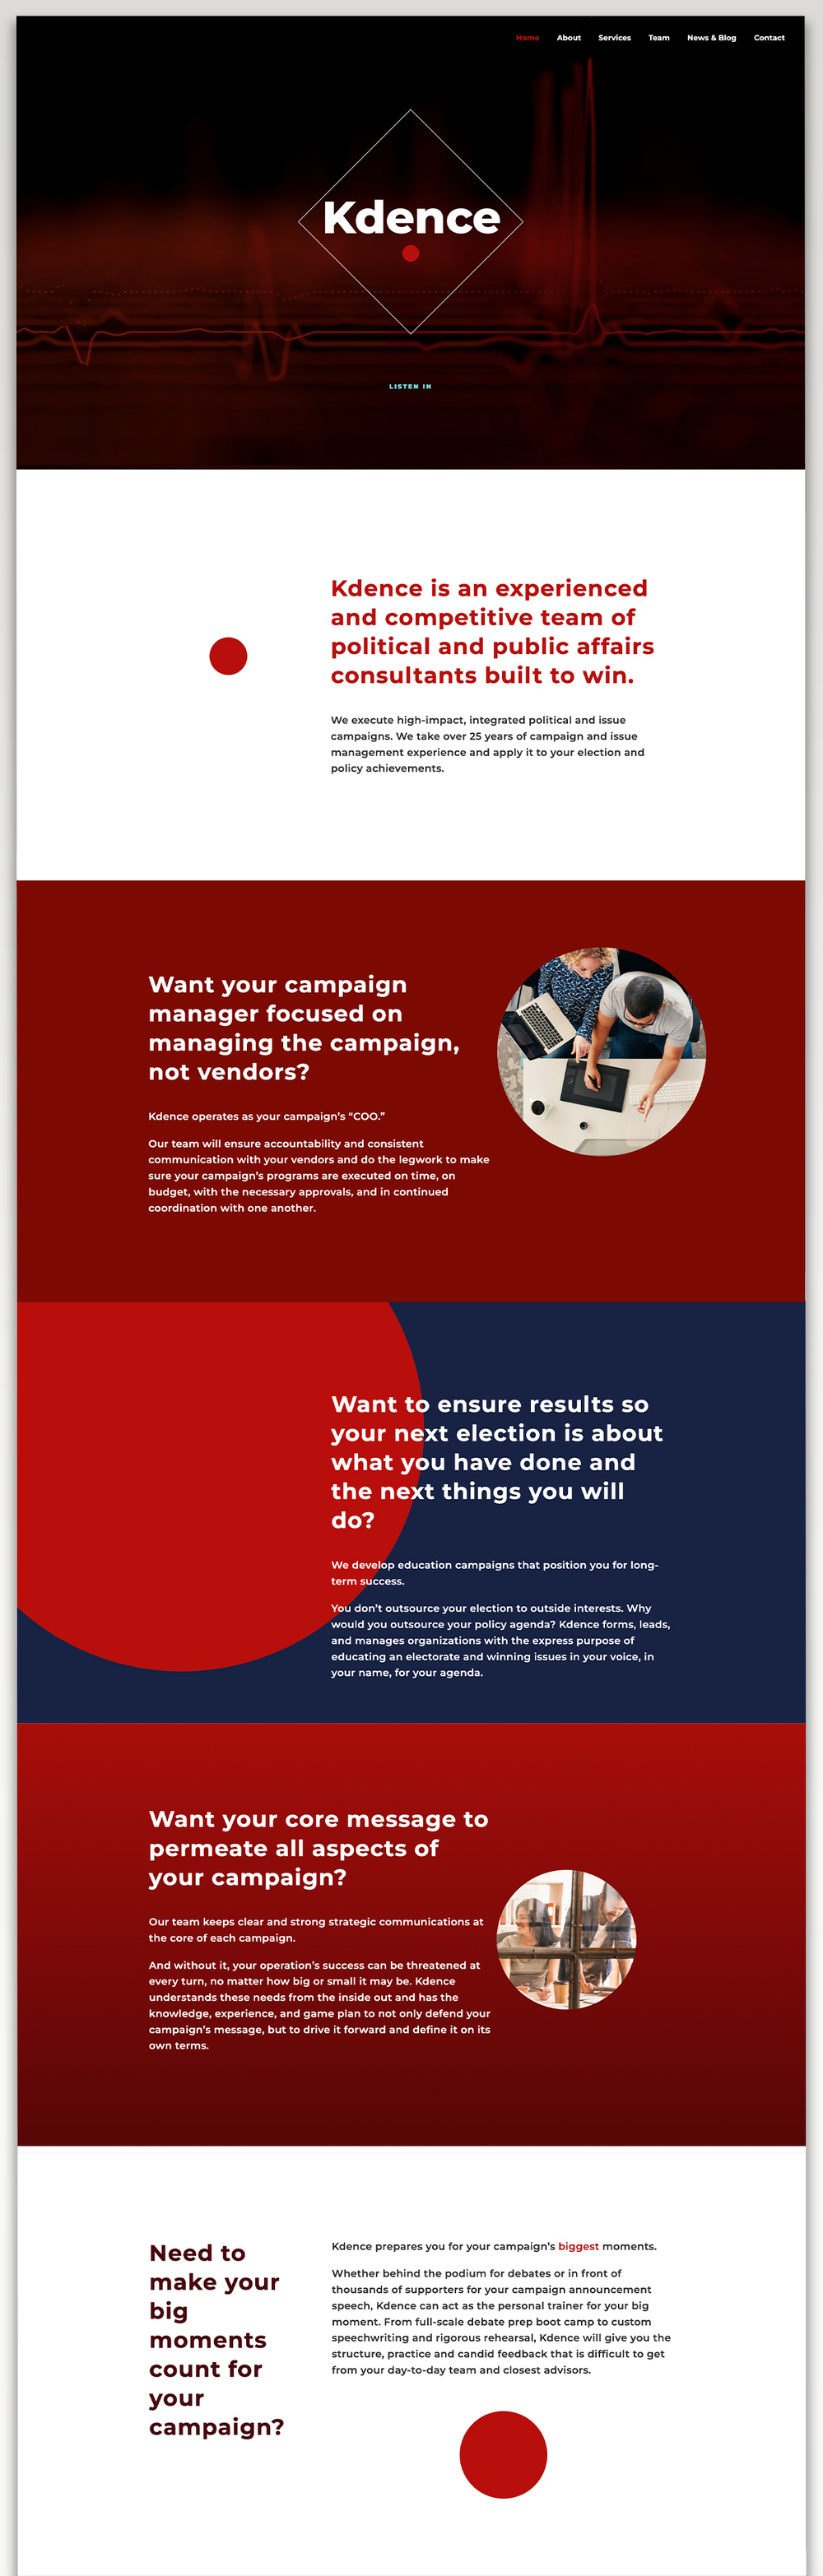 Home About Services Team News & Blog Contact
Kdence
LISTEN IN
Kdence is an experienced
and competitive team of
political and public affairs
consultants built to win.
We execute high-impact, integrated political and issue
campaigns. We take over 25 years of campaign and issue
management experience and apply it to your election and
policy achievements.
Want your campaign
manager focused on
managing the campaign,
not vendors?
Kdence operates as your campaign’s “COO.”
Our team will ensure accountability and consistent
communication with your vendors and do the legwork to make
sure your campaign’s programs are executed on time, on
budget, with the necessary approvals, and in continued
coordination with one another.
Want to ensure results so
your next election is about
what you have done and
the next things you will
do?
We develop education campaigns that position you for long-
term success.
You don’t outsource your election to outside interests. Why
would you outsource your policy agenda? Kdence forms, leads,
and manages organizations with the express purpose of
educating an electorate and winning issues in your voice, in
your name, for your agenda.
Want your core message to
permeate all aspects of
your campaign?
Our team keeps clear and strong strategic communications at
the core of each campaign.
And without it, your operation’s success can be threatened at
every turn, no matter how big or small it may be. Kdence
understands these needs from the inside out and has the
knowledge, experience, and game plan to not only defend your
campaign’s message, but to drive it forward and define it on its
own terms.
Need to
make your
big
moments
count for
your
campaign?
Kdence prepares you for your campaign’s biggest moments.
Whether behind the podium for debates or in front of
thousands of supporters for your campaign announcement
speech, Kdence can act as the personal trainer for your big
moment. From full-scale debate prep boot camp to custom
speechwriting and rigorous rehearsal, Kdence will give you the
structure, practice and candid feedback that is difficult to get
from your day-to-day team and closest advisors.